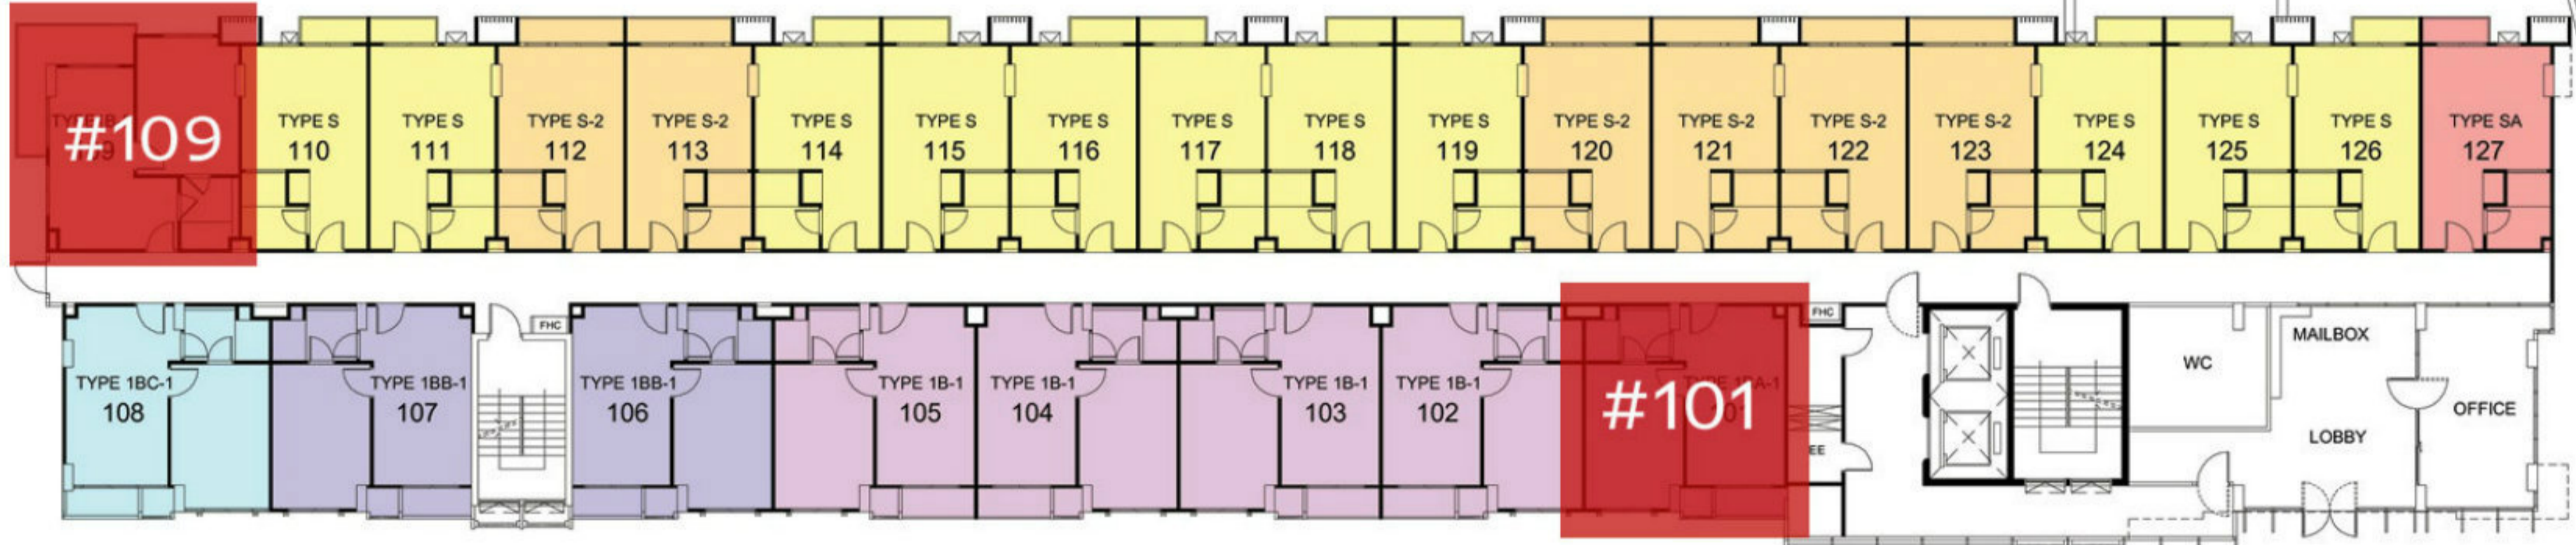 #109
TYPE S
110
TYPE S
111
TYPE S-2
112
TYPE S-2
113
TYPE S
114
TYPE S
115
TYPE S
116
TYPE S
117
TYPE S
118
TYPE S
119
TYPE S-2
120
TYPE S-2
121
TYPE S-2
122
TYPE S-2
123
TYPE S
124
TYPE S
125
TYPE S
126
TYPE SA
127
TYPE 1BC-1
108
TYPE 1BB-1
107
FHC
TYPE 1BB-1
106
TYPE 1B-1
105
TYPE 1B-1
104
TYPE 1B-1
103
TYPE 1B-1
102
#101
FHC
EE
WC
MAILBOX
LOBBY
OFFICE